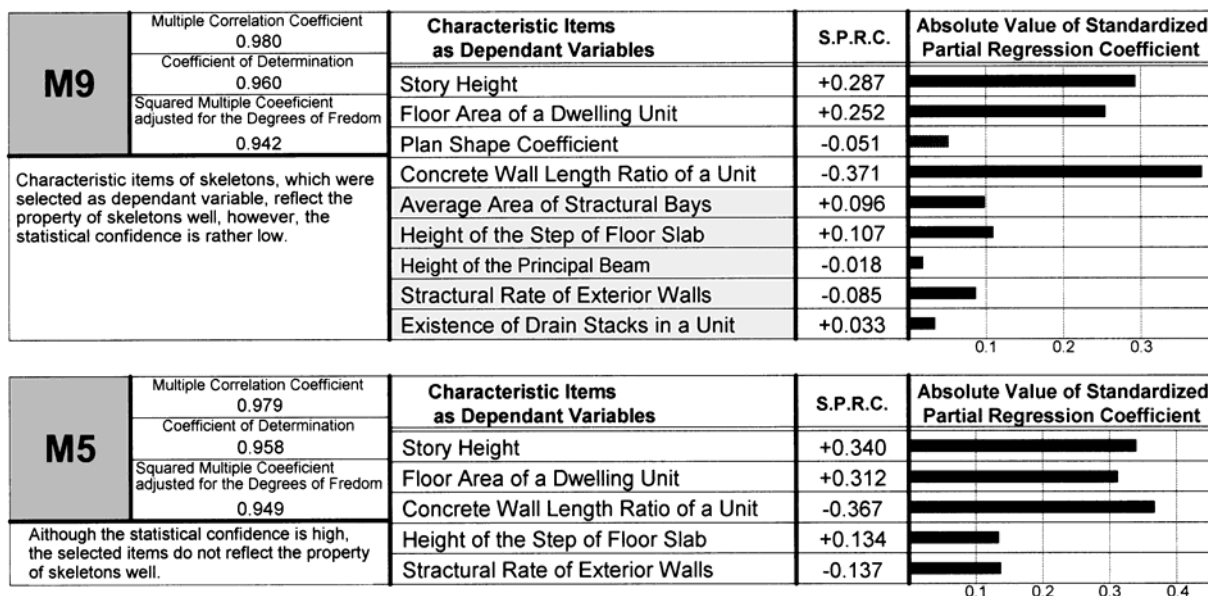 M9
Multiple Correlation Coefficient
0.980
Coefficient of Determination
0.960
Squared Multiple Coeeficient
adjusted for the Degrees of Fredom
0.942
Characteristic items of skeletons, which were
selected as dependant variable, reflect the
property of skeletons well, however, the
statistical confidence is rather low.
Characteristic Items
as Dependant Variables
S.P.R.C.
Absolute Value of Standardized
Partial Regression Coefficient
Story Height +0.287
Floor Area of a Dwelling Unit +0.252
Plan Shape Coefficient -0.051
Concrete Wall Length Ratio of a Unit -0.371
Average Area of Stractural Bays +0.096
Height of the Step of Floor Slab +0.107
Height of the Principal Beam -0.018
Stractural Rate of Exterior Walls -0.085
Existence of Drain Stacks in a Unit +0.033
0.1 0.2 0.3
M5
Multiple Correlation Coefficient
0.979
Coefficient of Determination
0.958
Squared Multiple Coeeficient
adjusted for the Degrees of Fredom
0.949
Aithough the statistical confidence is high,
the selected items do not reflect the property
of skeletons well.
Characteristic Items
as Dependant Variables
S.P.R.C.
Absolute Value of Standardized
Partial Regression Coefficient
Story Height +0.340
Floor Area of a Dwelling Unit +0.312
Concrete Wall Length Ratio of a Unit -0.367
Height of the Step of Floor Slab +0.134
Stractural Rate of Exterior Walls -0.137
0.1 0.2 0.3 0.4